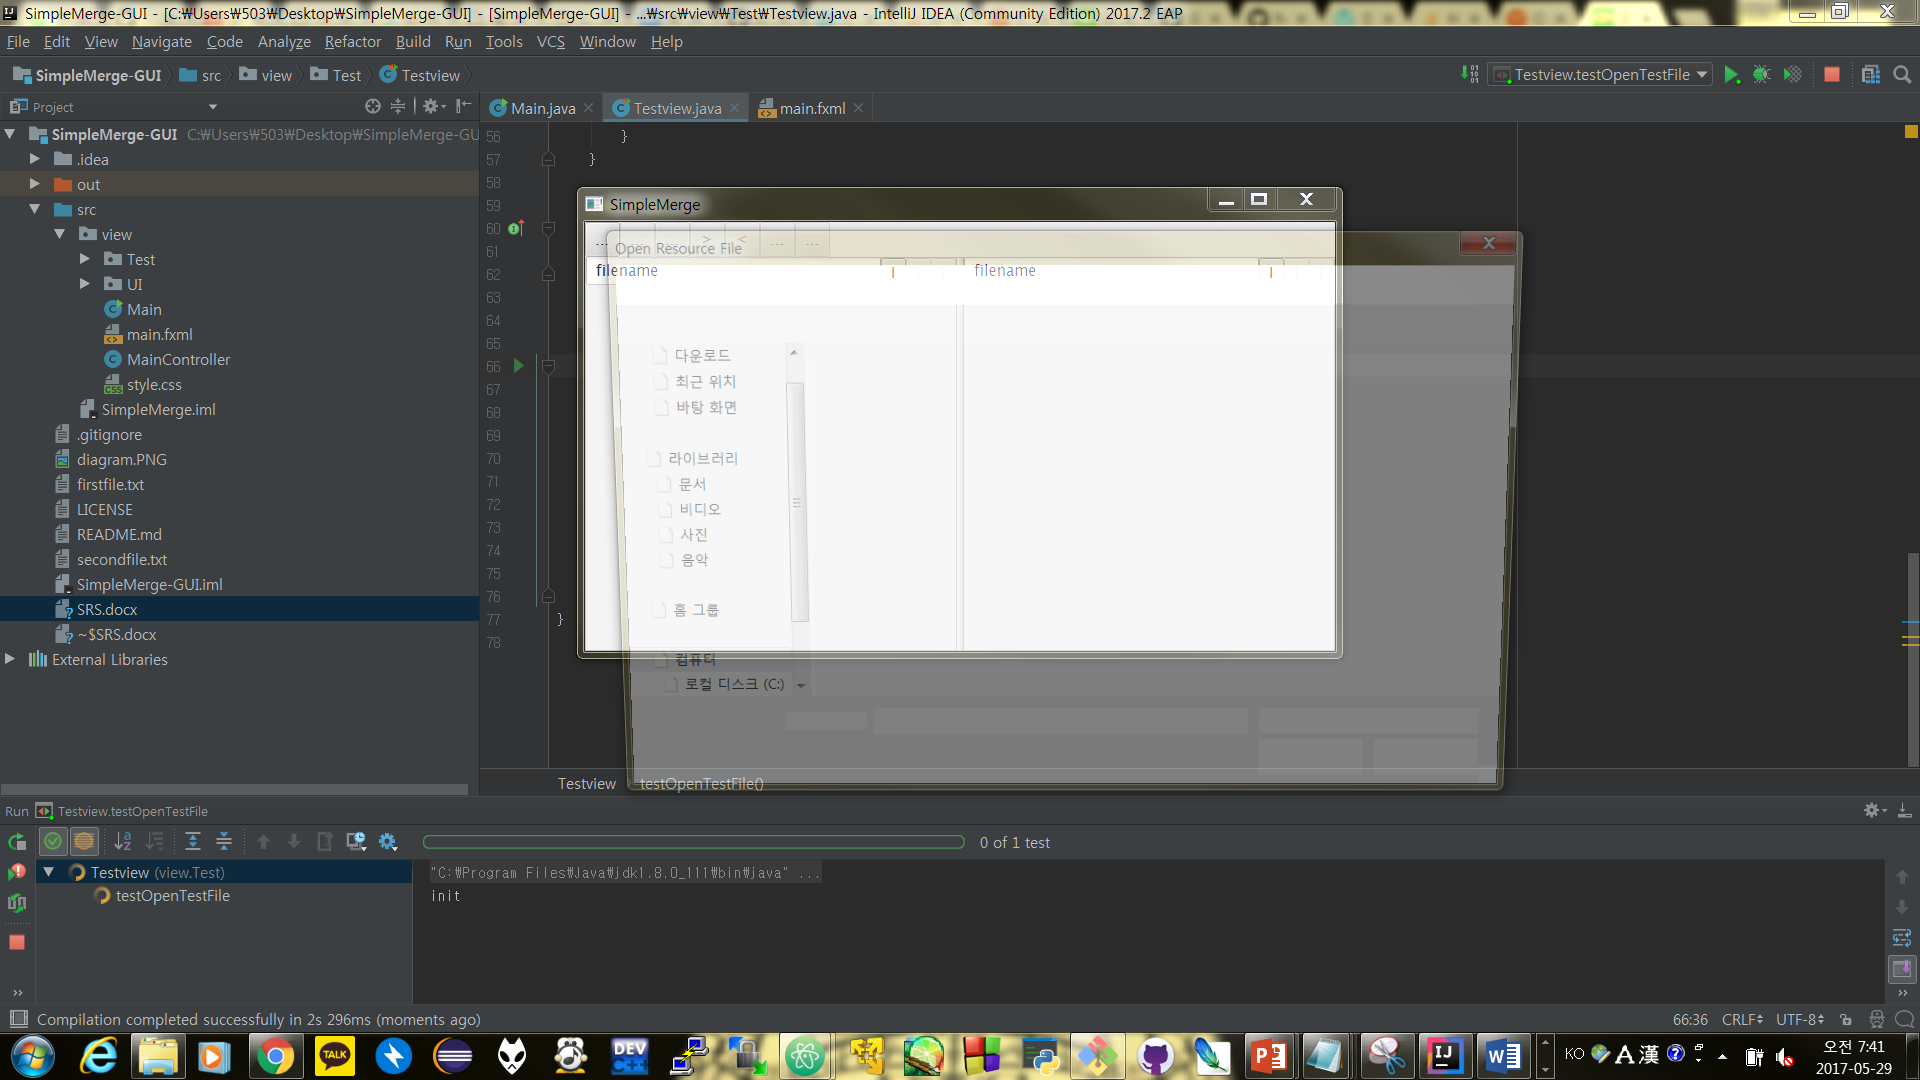 SimpleMerge-GUI - [C:₩Users₩503₩Desktop₩SimpleMerge-GUI] - [SimpleMerge-GUI] - ...₩src₩view₩Test₩Testview.java - IntelliJ IDEA (Community Edition) 2017.2 EAP
File Edit View Navigate Code Analyze Refactor Build Run Tools VCS Window Help
SimpleMerge-GUI src view Test Testview
Testview.testOpenTestFile
Project
Main.java Testview.java main.fxml
SimpleMerge-GUI C:₩Users₩503₩Desktop₩SimpleMerge-GU
.idea
out
src
view
Test
UI
Main
main.fxml
MainController
style.css
SimpleMerge.iml
.gitignore
diagram.PNG
firstfile.txt
LICENSE
README.md
secondfile.txt
SimpleMerge-GUI.iml
SRS.docx
~$SRS.docx
External Libraries
56 }
57 }
58
59
60
61
62
63
64
65
66
67
68
69
70
71
72
73
74
75
76
77 }
78
SimpleMerge
... > < ... ...
Open Resource File
filename filename
다운로드
최근 위치
바탕 화면
라이브러리
문서
비디오
사진
음악
홈 그룹
컴퓨터
로컬 디스크 (C:)
Testview testOpenTestFile()
Run Testview.testOpenTestFile
0 of 1 test
Testview (view.Test)
testOpenTestFile
"C:₩Program Files₩Java₩jdk1.8.0_111₩bin₩java" ...
init
Compilation completed successfully in 2s 296ms (moments ago)
66:36 CRLF UTF-8
TALK
DEV C++
IJ
KO A 漢
오전 7:41
2017-05-29